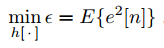 min ϵ = E{e²[n]}
h[·]